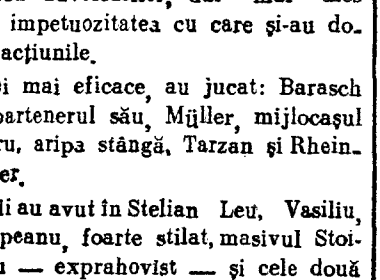 impetuozitatea cu care şi-au do-
acţiunile.
i mai eficace, au jucat: Barasch
partenerul său, Müller, mijlocaşul
ru, aripa stângă, Tarzan şi Rhein-
er.
li au avut în Stelian Leu, Vasiliu,
peanu, foarte stilat, masivul Stoi-
u — exprahovist — şi cele două